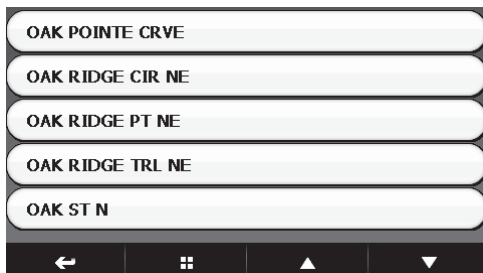 OAK POINTE CRVE
OAK RIDGE CIR NE
OAK RIDGE PT NE
OAK RIDGE TRL NE
OAK ST N